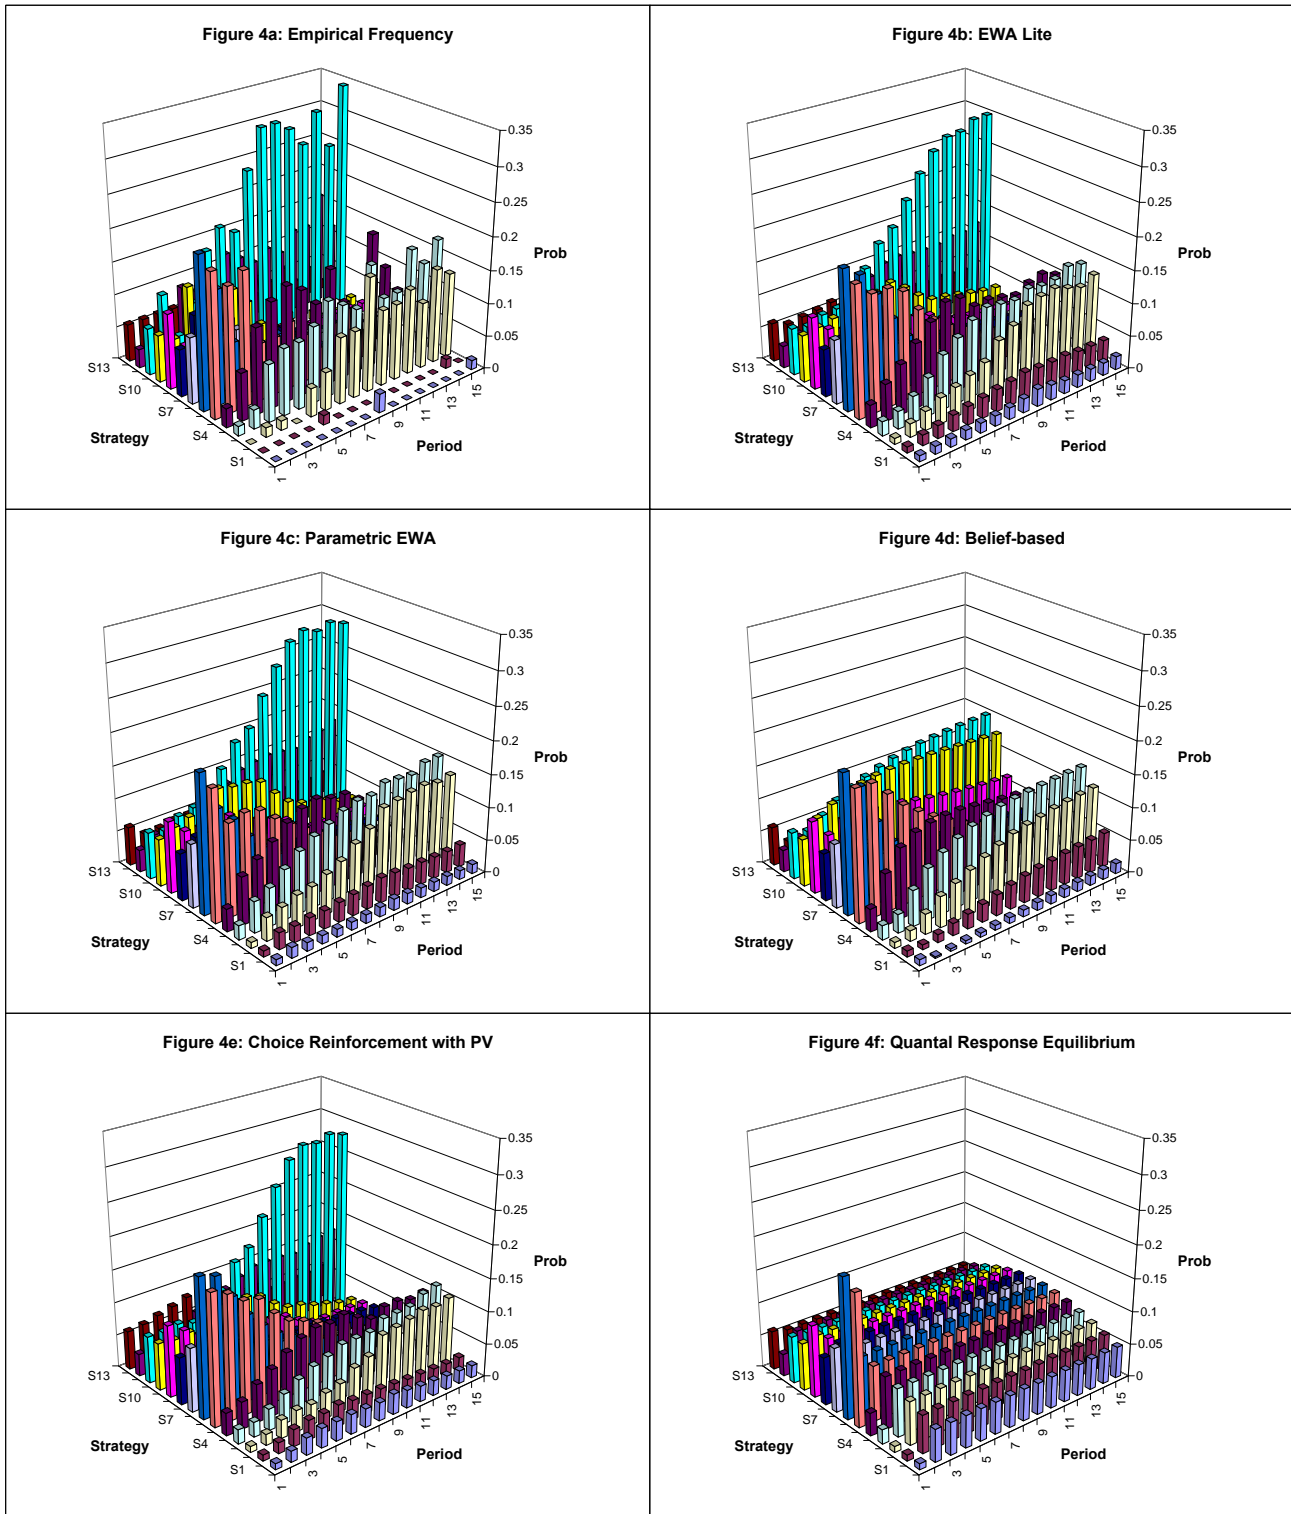 Figure 4a: Empirical Frequency
0.35
0.3
0.25
0.2
0.15
0.1
0.05
0
Prob
S13
S10
S7
S4
S1
Strategy
1
3
5
7
9
11
13
15
Period
Figure 4b: EWA Lite
0.35
0.3
0.25
0.2
0.15
0.1
0.05
0
Prob
S13
S10
S7
S4
S1
Strategy
1
3
5
7
9
11
13
15
Period
Figure 4c: Parametric EWA
0.35
0.3
0.25
0.2
0.15
0.1
0.05
0
Prob
S13
S10
S7
S4
S1
Strategy
1
3
5
7
9
11
13
15
Period
Figure 4d: Belief-based
0.35
0.3
0.25
0.2
0.15
0.1
0.05
0
Prob
S13
S10
S7
S4
S1
Strategy
1
3
5
7
9
11
13
15
Period
Figure 4e: Choice Reinforcement with PV
0.35
0.3
0.25
0.2
0.15
0.1
0.05
0
Prob
S13
S10
S7
S4
S1
Strategy
1
3
5
7
9
11
13
15
Period
Figure 4f: Quantal Response Equilibrium
0.35
0.3
0.25
0.2
0.15
0.1
0.05
0
Prob
S13
S10
S7
S4
S1
Strategy
1
3
5
7
9
11
13
15
Period